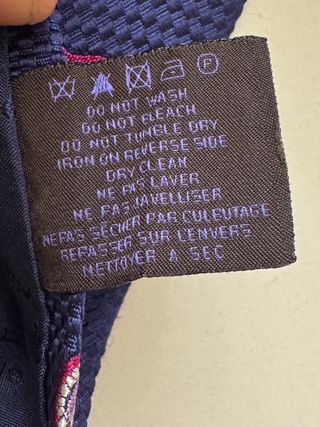 P
DO NOT WASH
DO NOT BLEACH
DO NOT TUMBLE DRY
IRON ON REVERSE SIDE
DRY CLEAN
NE PAS LAVER
NE PAS JAVELLISER
NE PAS SÉCHER PAR CULBUTAGE
REPASSER SUR L'ENVERS
NETTOYER A SEC